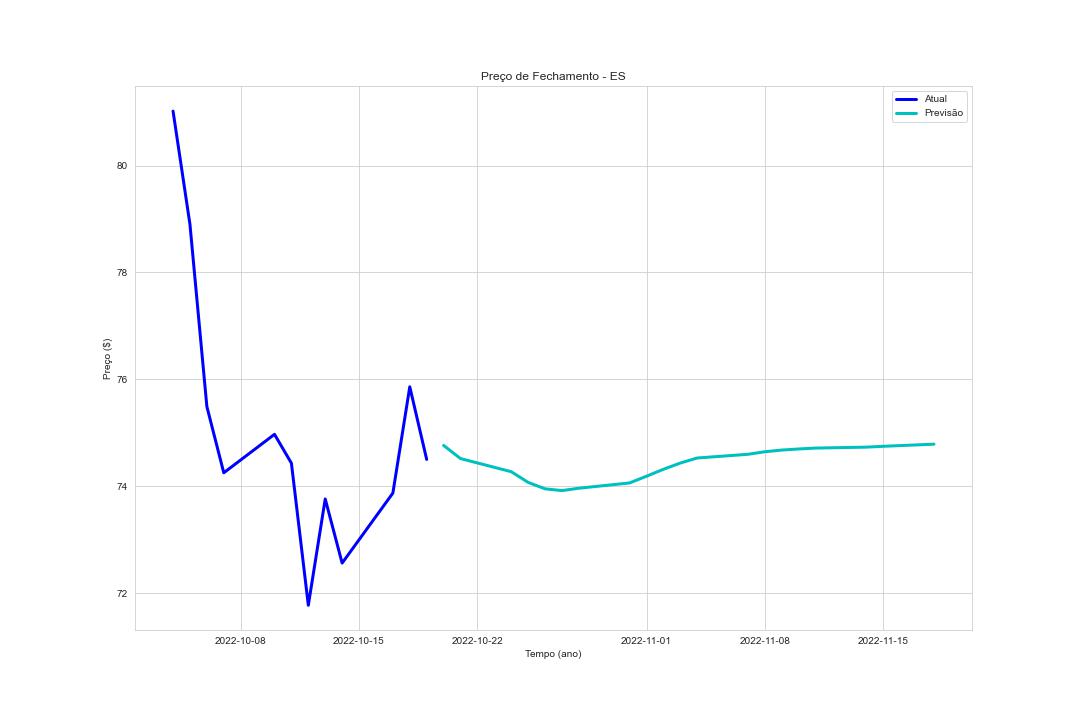 Preço de Fechamento - ES
Atual
Previsão
80
78
76
74
72
Preço ($)
2022-10-08
2022-10-15
2022-10-22
2022-11-01
2022-11-08
2022-11-15
Tempo (ano)